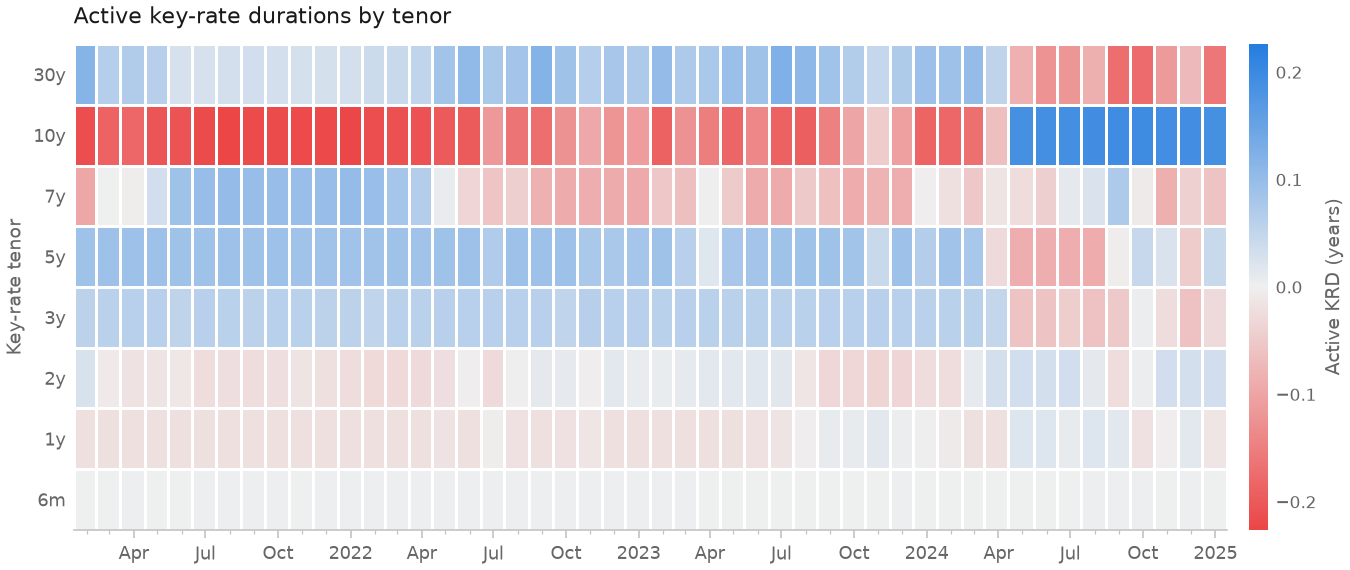 Active key-rate durations by tenor
Key-rate tenor
30y
10y
7y
5y
3y
2y
1y
6m
Apr Jul Oct 2022 Apr Jul Oct 2023 Apr Jul Oct 2024 Apr Jul Oct 2025
0.2
0.1
0.0
−0.1
−0.2
Active KRD (years)